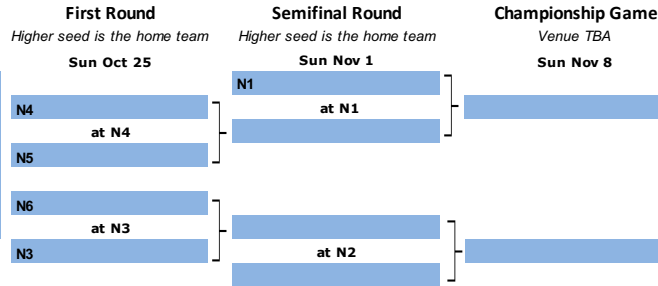 First Round
Higher seed is the home team
Sun Oct 25
N4
at N4
N5
N6
at N3
N3
Semifinal Round
Higher seed is the home team
Sun Nov 1
N1
at N1
at N2
Championship Game
Venue TBA
Sun Nov 8